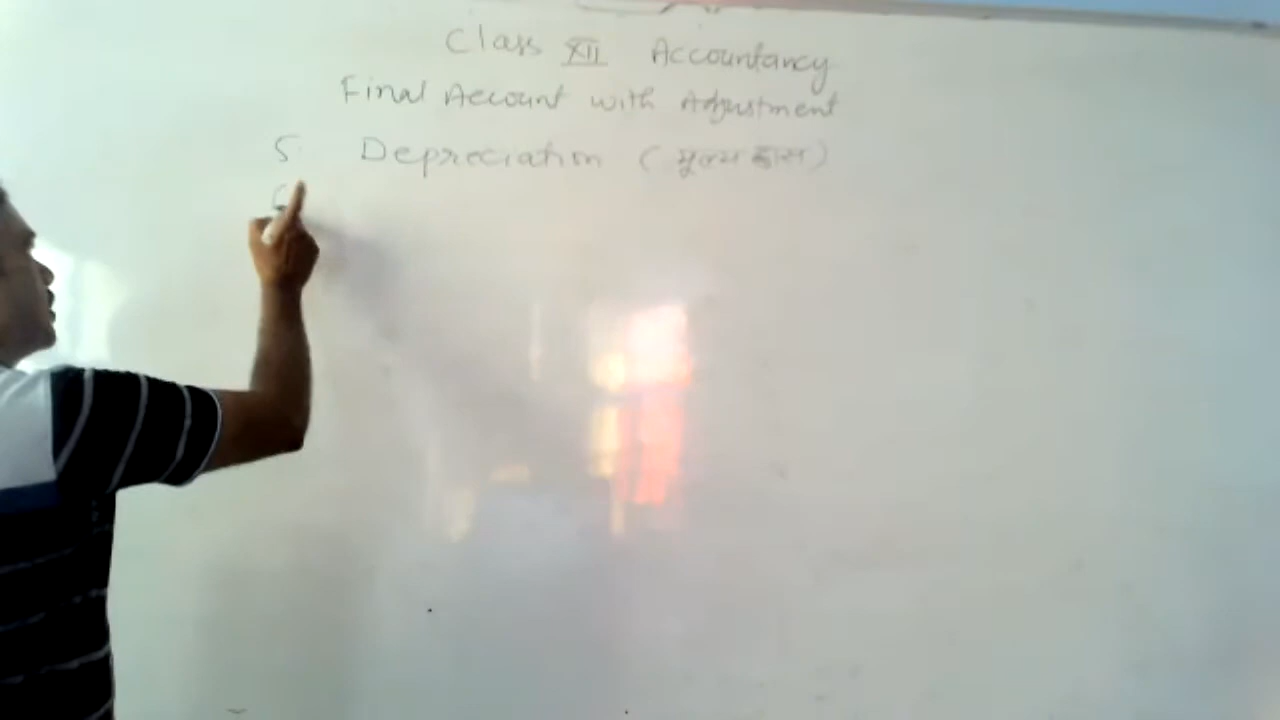 Class XII Accountancy
Final Account with Adjustment
5. Depreciation (मूल्य ह्रास)